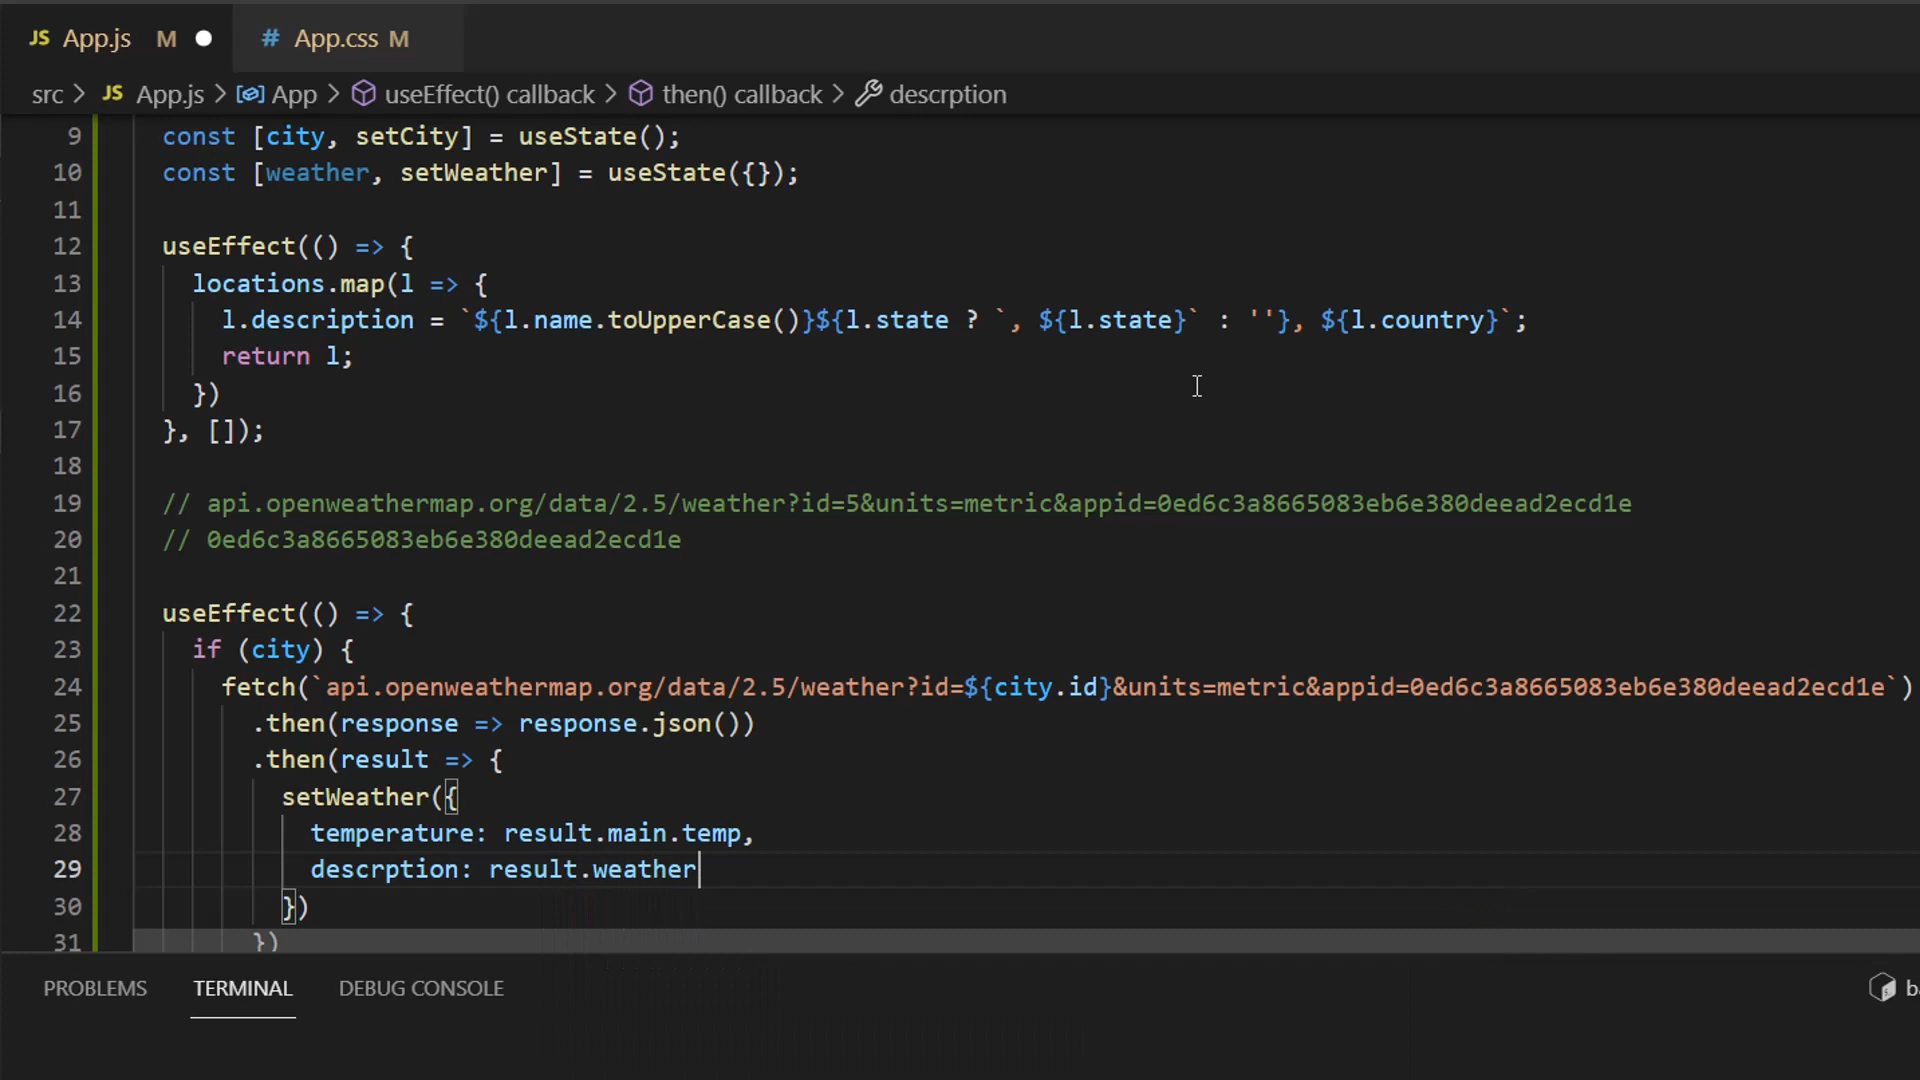 JS App.js M # App.css M
src > JS App.js > App > useEffect() callback > then() callback > descrption
9 const [city, setCity] = useState();
10 const [weather, setWeather] = useState({});
11
12 useEffect(() => {
13 locations.map(l => {
14 l.description = `${l.name.toUpperCase()}${l.state ? `, ${l.state}` : ''}, ${l.country}`;
15 return l;
16 })
17 }, []);
18
19 // api.openweathermap.org/data/2.5/weather?id=5&units=metric&appid=0ed6c3a8665083eb6e380deead2ecd1e
20 // 0ed6c3a8665083eb6e380deead2ecd1e
21
22 useEffect(() => {
23 if (city) {
24 fetch(`api.openweathermap.org/data/2.5/weather?id=${city.id}&units=metric&appid=0ed6c3a8665083eb6e380deead2ecd1e`)
25 .then(response => response.json())
26 .then(result => {
27 setWeather({
28 temperature: result.main.temp,
29 descrption: result.weather
30 })
31 })
PROBLEMS TERMINAL DEBUG CONSOLE